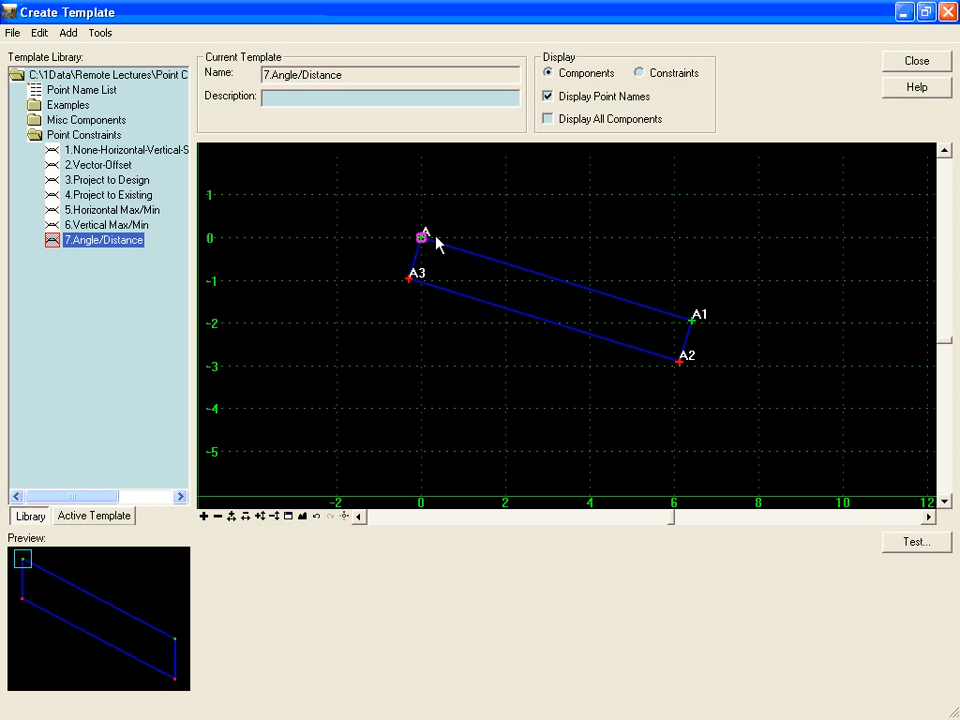 Create Template
File Edit Add Tools
Template Library:
C:\1Data\Remote Lectures\Point C
Point Name List
Examples
Misc Components
Point Constraints
1.None-Horizontal-Vertical-S
2.Vector-Offset
3.Project to Design
4.Project to Existing
5.Horizontal Max/Min
6.Vertical Max/Min
7.Angle/Distance
Library Active Template
Preview:
Current Template
Name: 7.Angle/Distance
Description:
Display
Components Constraints
Display Point Names
Display All Components
Close
Help
1
0
-1
-2
-3
-4
-5
A
A3
A1
A2
-2 0 2 4 6 8 10 12
Test...